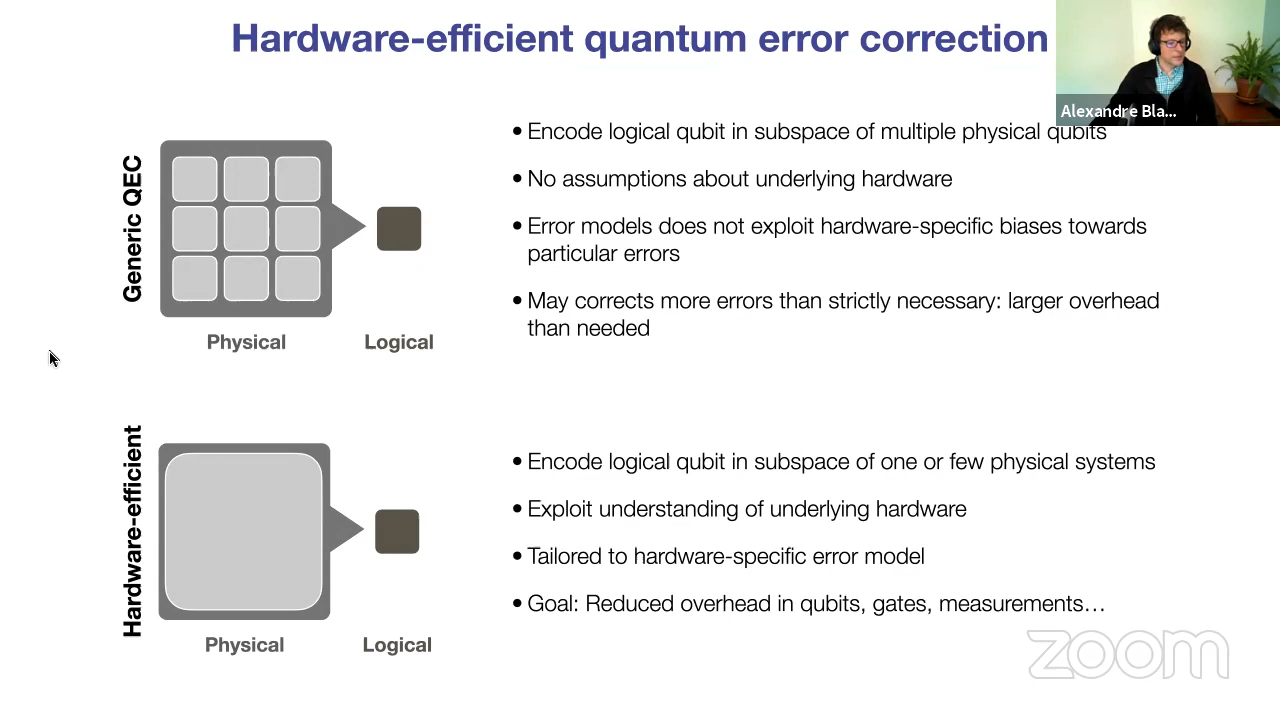 Hardware-efficient quantum error correction
Alexandre Bla...
Generic QEC
Physical
Logical
• Encode logical qubit in subspace of multiple physical qubits
• No assumptions about underlying hardware
• Error models does not exploit hardware-specific biases towards
particular errors
• May corrects more errors than strictly necessary: larger overhead
than needed
Hardware-efficient
Physical
Logical
• Encode logical qubit in subspace of one or few physical systems
• Exploit understanding of underlying hardware
• Tailored to hardware-specific error model
• Goal: Reduced overhead in qubits, gates, measurements…
zoom